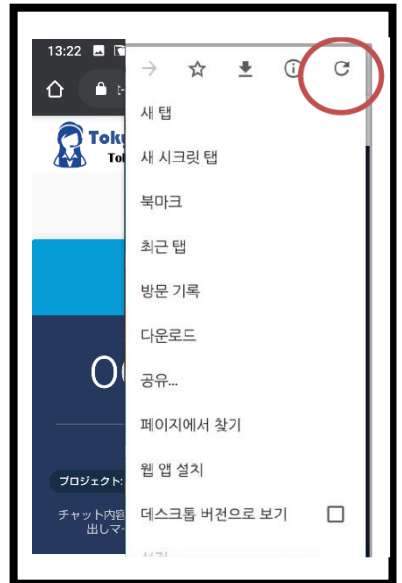 13:22
새 탭
새 시크릿 탭
북마크
최근 탭
방문 기록
다운로드
공유...
페이지에서 찾기
웹 앱 설치
데스크톱 버전으로 보기
プロジェクト:
チャット内容
出しマー